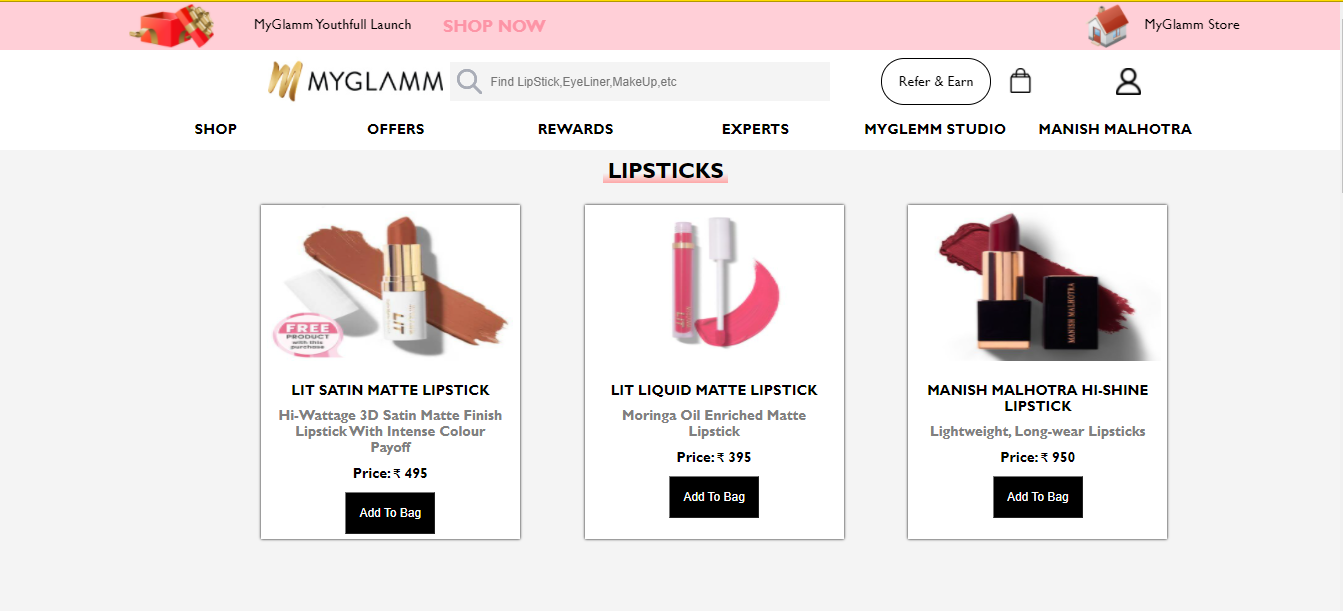 MyGlamm Youthfull Launch SHOP NOW MyGlamm Store
MYGLAMM Find LipStick,EyeLiner,MakeUp,etc Refer & Earn
SHOP OFFERS REWARDS EXPERTS MYGLEMM STUDIO MANISH MALHOTRA
LIPSTICKS
LIT
FREE
PRODUCT
with this
purchase
LIT
MANISH MALHOTRA
LIT SATIN MATTE LIPSTICK
Hi-Wattage 3D Satin Matte Finish
Lipstick With Intense Colour
Payoff
Price: ₹ 495
Add To Bag
LIT LIQUID MATTE LIPSTICK
Moringa Oil Enriched Matte
Lipstick
Price: ₹ 395
Add To Bag
MANISH MALHOTRA HI-SHINE
LIPSTICK
Lightweight, Long-wear Lipsticks
Price: ₹ 950
Add To Bag